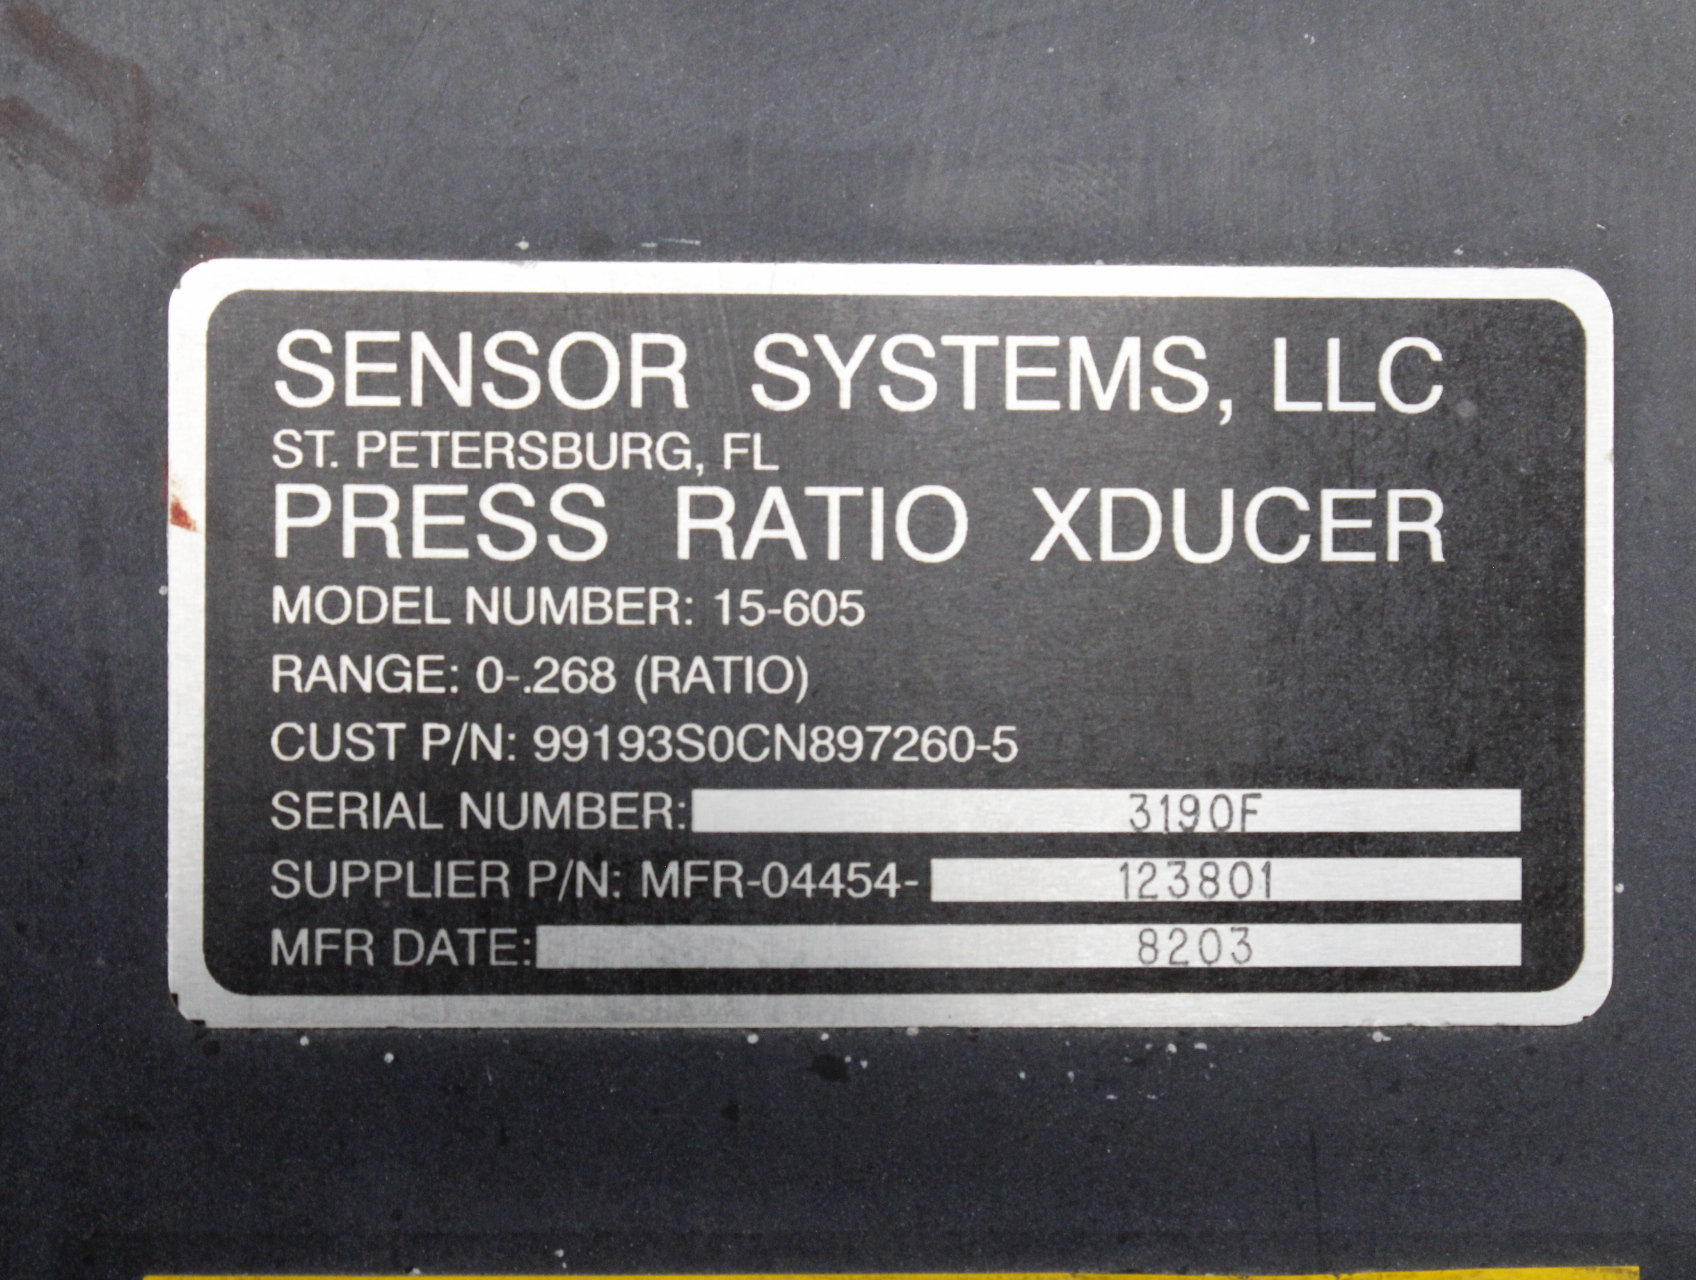 SENSOR SYSTEMS, LLC
ST. PETERSBURG, FL
PRESS RATIO XDUCER
MODEL NUMBER: 15-605
RANGE: 0-.268 (RATIO)
CUST P/N: 99193S0CN897260-5
SERIAL NUMBER: 3190F
SUPPLIER P/N: MFR-04454- 123801
MFR DATE: 8203